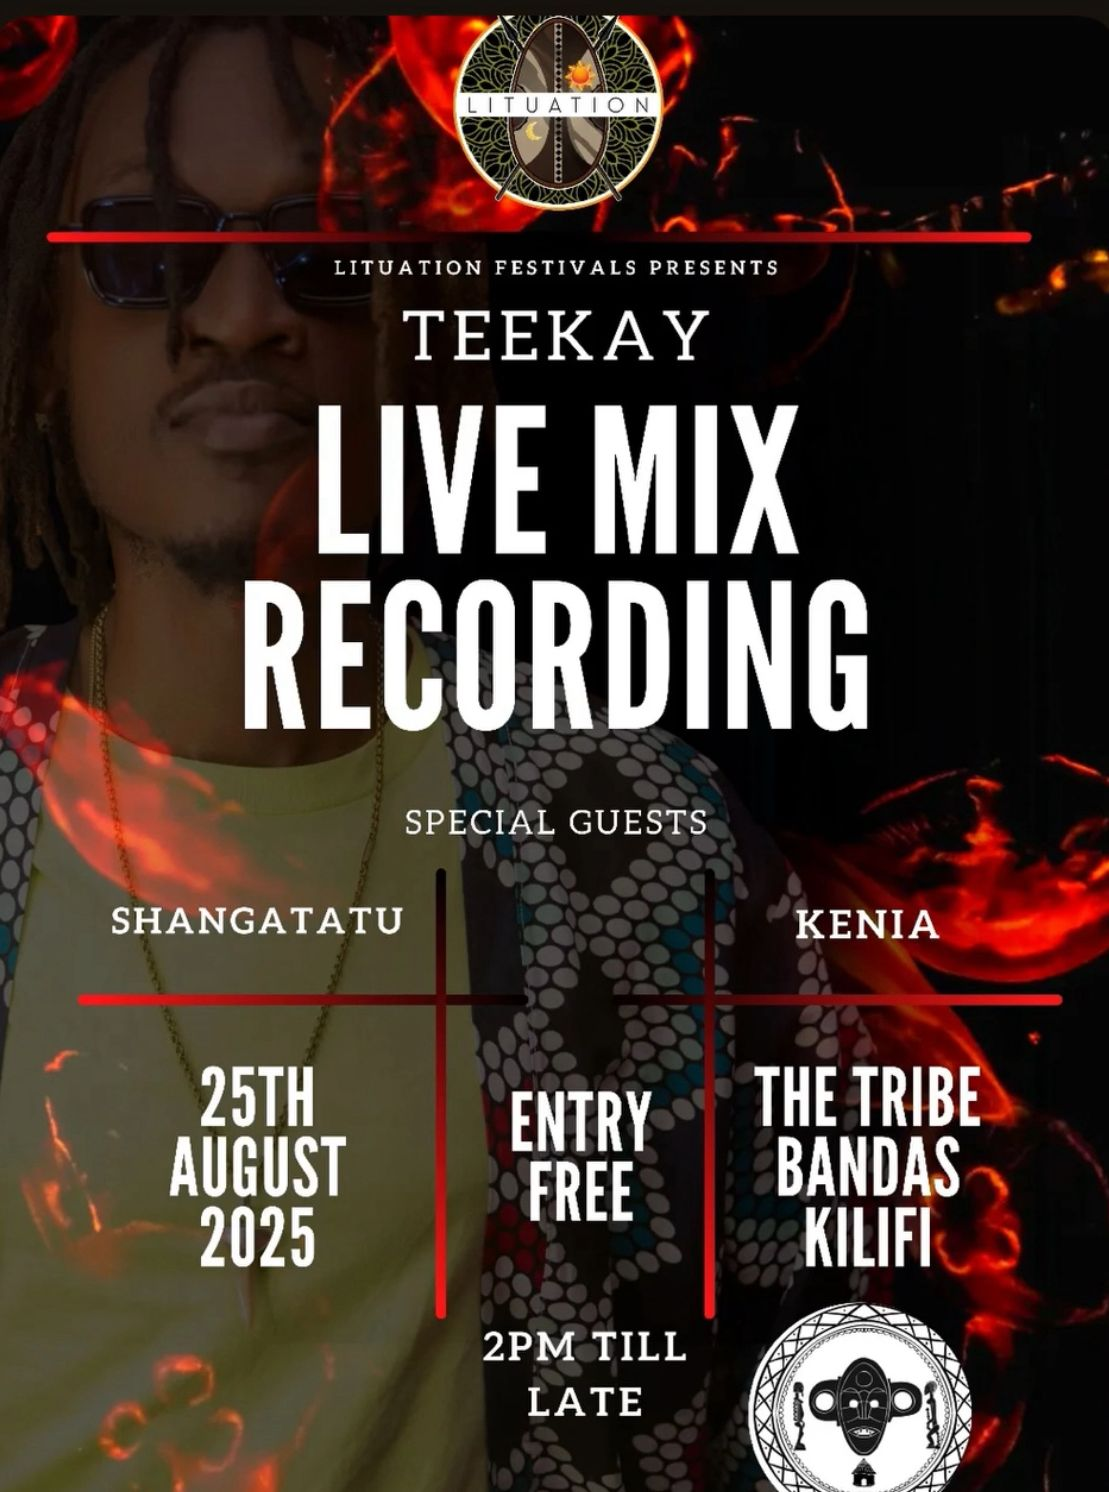 LITUATION
LITUATION FESTIVALS PRESENTS
TEEKAY
LIVE MIX
RECORDING
SPECIAL GUESTS
SHANGATATU
KENIA
25TH
AUGUST
2025
ENTRY
FREE
THE TRIBE
BANDAS
KILIFI
2PM TILL
LATE